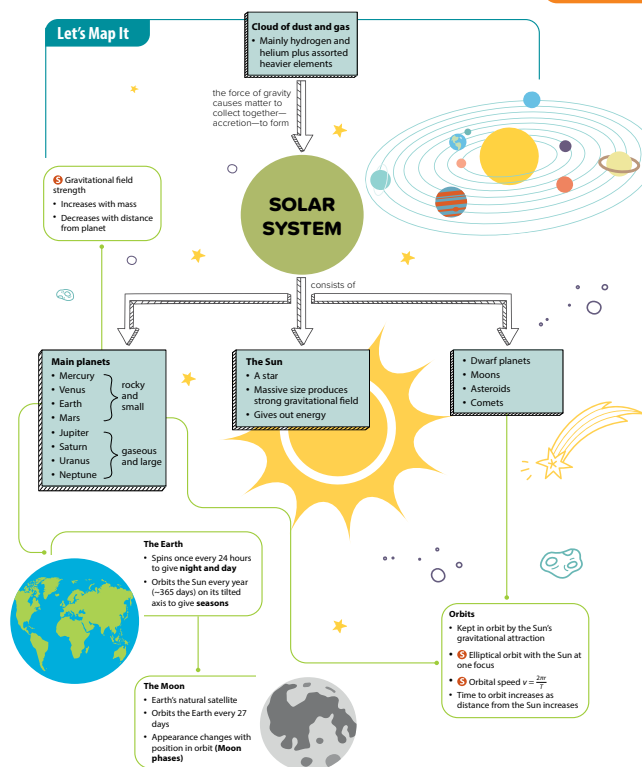 Let's Map It
Cloud of dust and gas
• Mainly hydrogen and
helium plus assorted
heavier elements
the force of gravity
causes matter to
collect together—
accretion—to form
S Gravitational field
strength
• Increases with mass
• Decreases with distance
from planet
SOLAR
SYSTEM
consists of
Main planets
• Mercury
• Venus
• Earth
• Mars
rocky
and
small
• Jupiter
• Saturn
• Uranus
• Neptune
gaseous
and large
The Sun
• A star
• Massive size produces
strong gravitational field
• Gives out energy
• Dwarf planets
• Moons
• Asteroids
• Comets
The Earth
• Spins once every 24 hours
to give night and day
• Orbits the Sun every year
(~365 days) on its tilted
axis to give seasons
The Moon
• Earth's natural satellite
• Orbits the Earth every 27
days
• Appearance changes with
position in orbit (Moon
phases)
Orbits
• Kept in orbit by the Sun's
gravitational attraction
• S Elliptical orbit with the Sun at
one focus
• S Orbital speed v = 2πr/T
• Time to orbit increases as
distance from the Sun increases